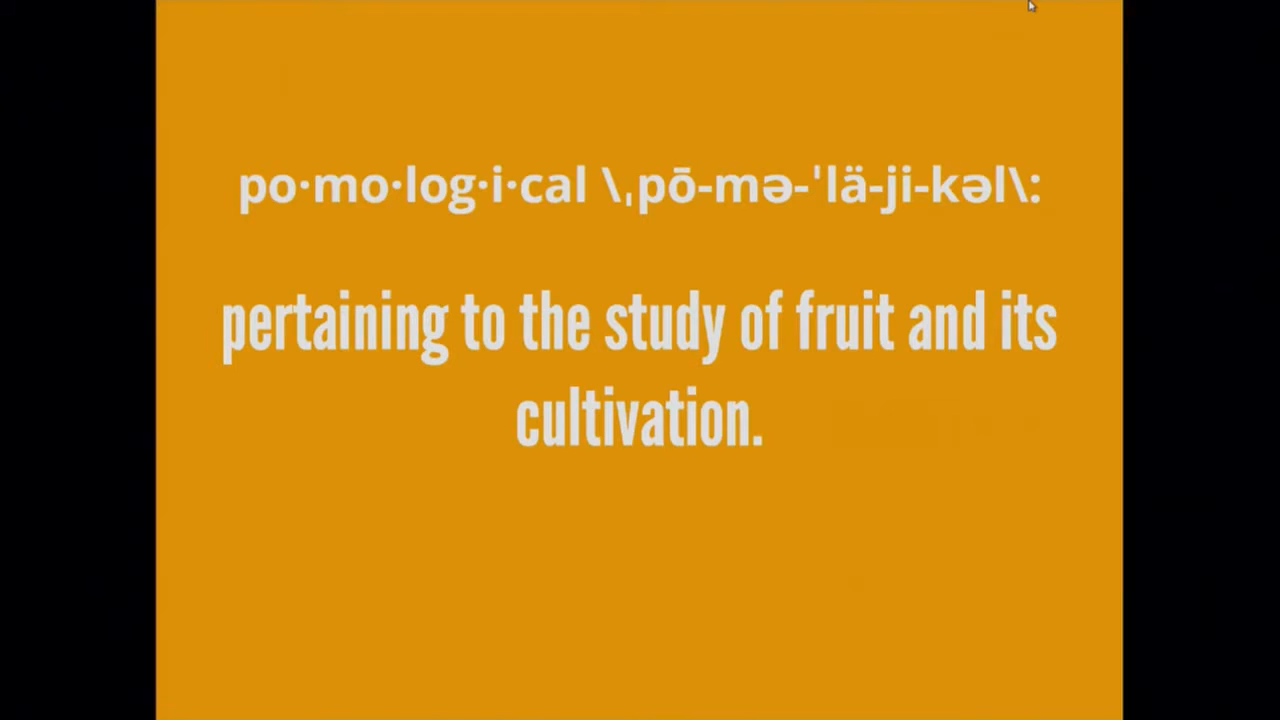 po·mo·log·i·cal \ˌpō-mə-ˈlä-ji-kəl\:
pertaining to the study of fruit and its
cultivation.